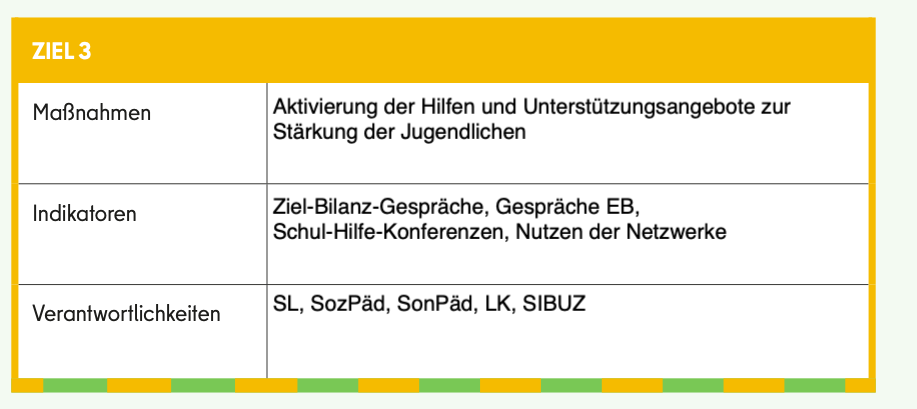 ZIEL 3
Maßnahmen
Aktivierung der Hilfen und Unterstützungsangebote zur
Stärkung der Jugendlichen
Indikatoren
Ziel-Bilanz-Gespräche, Gespräche EB,
Schul-Hilfe-Konferenzen, Nutzen der Netzwerke
Verantwortlichkeiten
SL, SozPäd, SonPäd, LK, SIBUZ